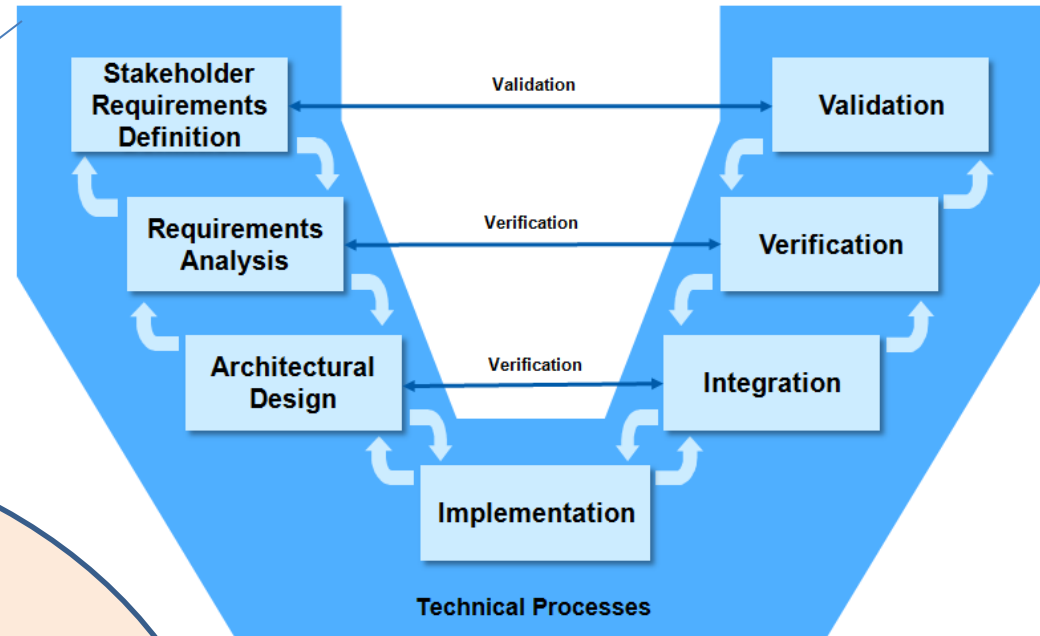 Stakeholder
Requirements
Definition
Validation
Validation
Requirements
Analysis
Verification
Verification
Architectural
Design
Verification
Integration
Implementation
Technical Processes